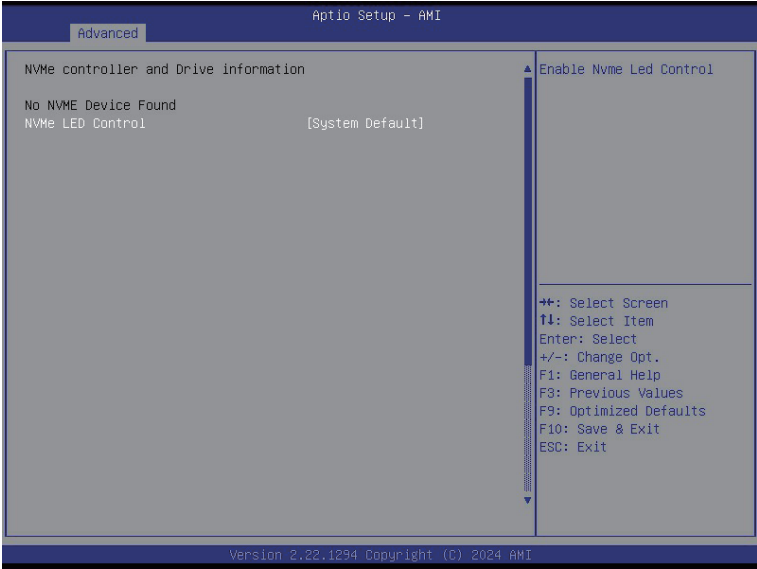 Aptio Setup – AMI
Advanced
NVMe controller and Drive information
No NVME Device Found
NVMe LED Control [System Default]
Enable Nvme Led Control
→←: Select Screen
↑↓: Select Item
Enter: Select
+/-: Change Opt.
F1: General Help
F3: Previous Values
F9: Optimized Defaults
F10: Save & Exit
ESC: Exit
Version 2.22.1294 Copyright (C) 2024 AMI